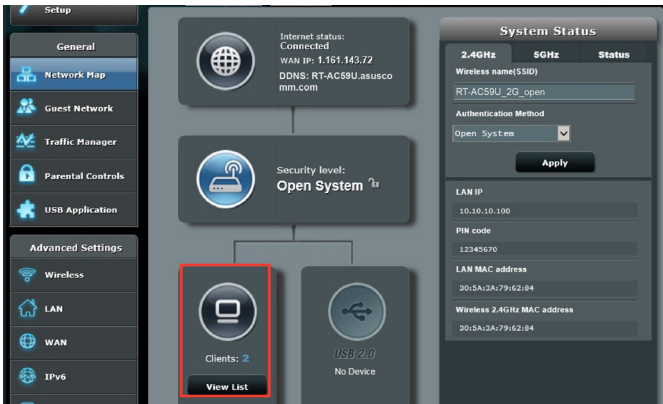 Setup
General
Network Map
Guest Network
Traffic Manager
Parental Controls
USB Application
Advanced Settings
Wireless
LAN
WAN
IPv6
Internet status:
Connected
WAN IP: 1.161.143.72
DDNS: RT-AC59U.asusco
mm.com
Security level:
Open System
Clients: 2
View List
USB 2.0
No Device
System Status
2.4GHz 5GHz Status
Wireless name(SSID)
RT-AC59U_2G_open
Authentication Method
Open System
Apply
LAN IP
10.10.10.100
PIN code
12345670
LAN MAC address
30:5A:3A:79:62:84
Wireless 2.4GHz MAC address
30:5A:3A:79:62:84